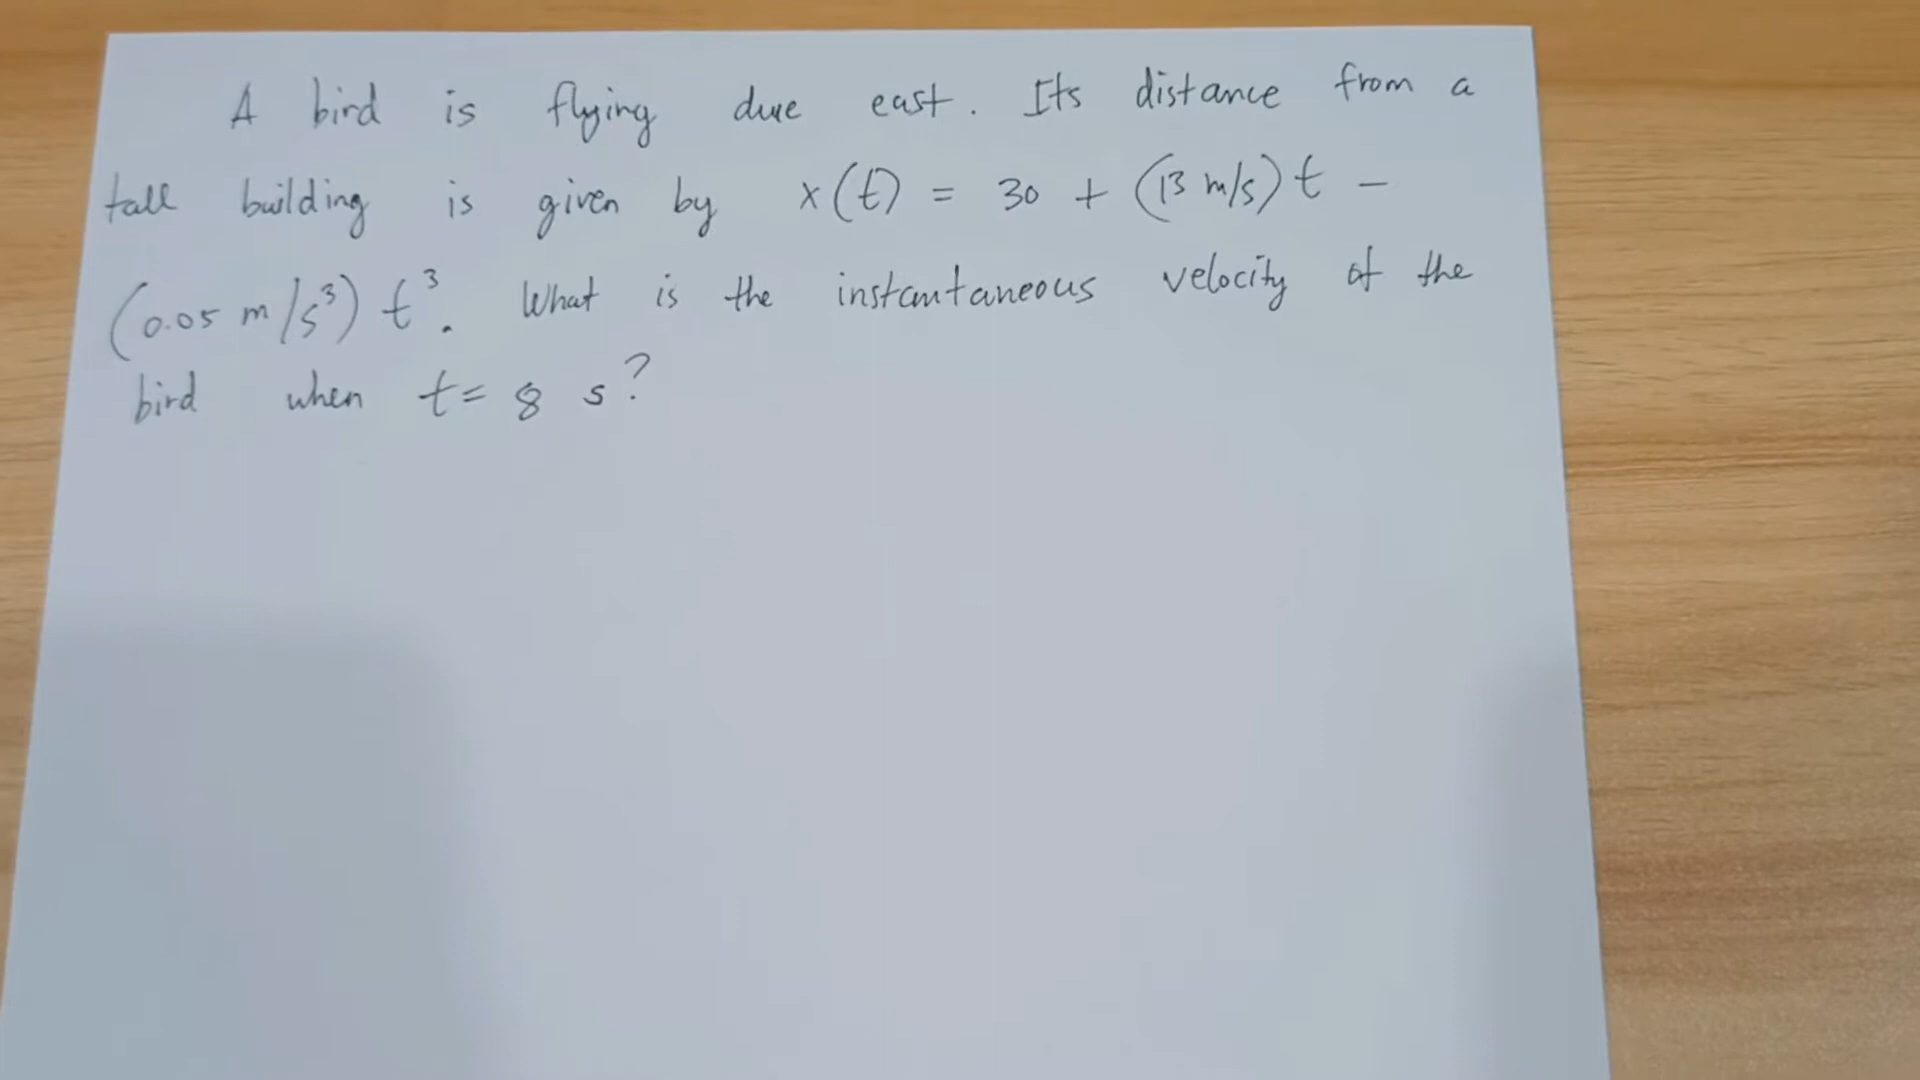 A bird is flying due east. Its distance from a
tall building is given by x(t) = 30 + (13 m/s)t -
(0.05 m/s³) t³. What is the instantaneous velocity of the
bird when t = 8 s?